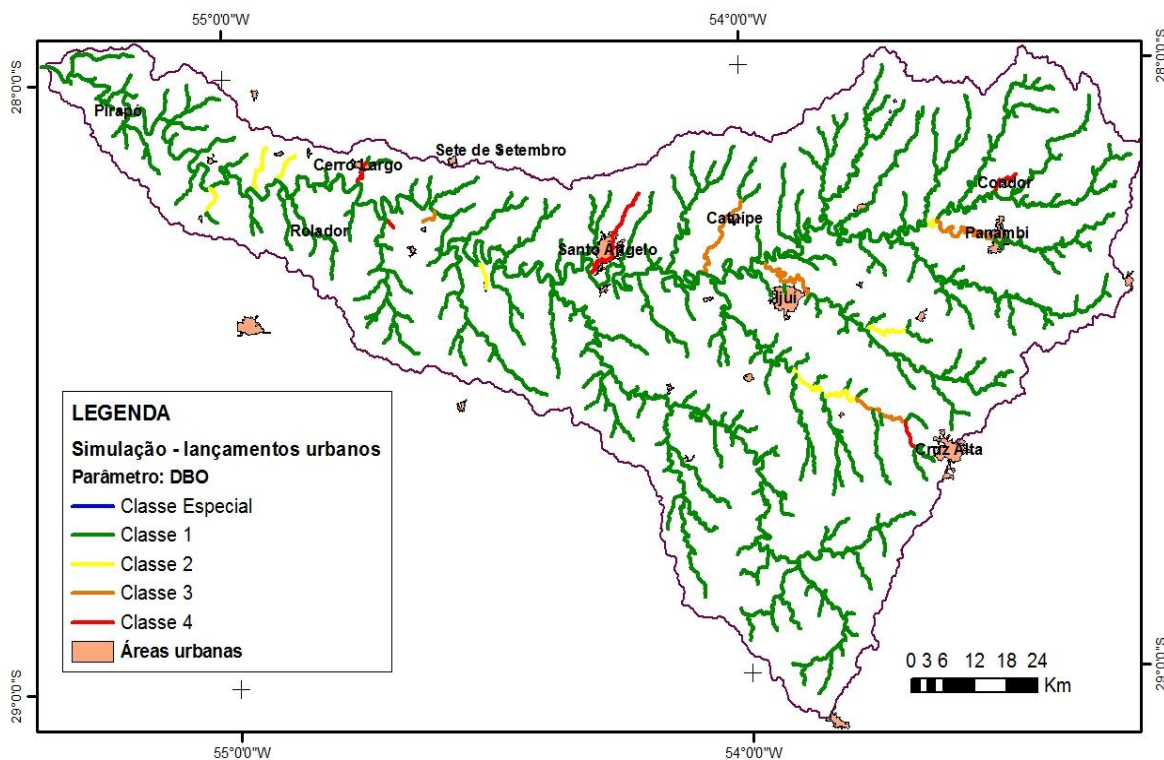 55°0'0"W
54°0'0"W
28°0'0"S
28°0'0"S
Pirapó
Cerro Largo
Sete de Setembro
Rolador
Santo Angelo
Catuipe
Condor
Panambi
Ijui
Cruz Alta
LEGENDA
Simulação - lançamentos urbanos
Parâmetro: DBO
Classe Especial
Classe 1
Classe 2
Classe 3
Classe 4
Áreas urbanas
0 3 6 12 18 24
Km
29°0'0"S
29°0'0"S
55°0'0"W
54°0'0"W